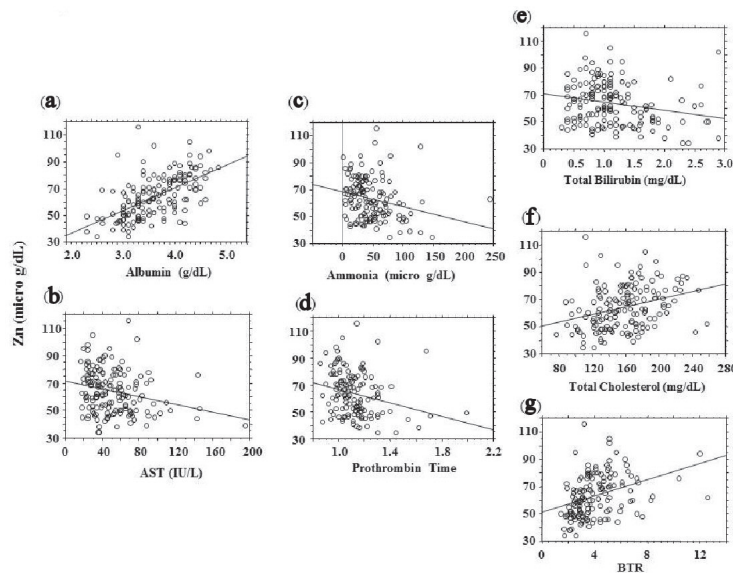 (a)
110
90
70
50
30
2.0 3.0 4.0 5.0
Albumin (g/dL)
(b)
110
90
70
50
30
0 40 80 120 160 200
AST (IU/L)
Zn (micro g/dL)
(c)
110
90
70
50
30
0 50 100 150 200 250
Ammonia (micro g/dL)
(d)
110
90
70
50
30
1.0 1.4 1.8 2.2
Prothrombin Time
(e)
110
90
70
50
30
0 0.5 1.0 1.5 2.0 2.5 3.0
Total Bilirubin (mg/dL)
(f)
110
90
70
50
30
80 120 160 200 240 280
Total Cholesterol (mg/dL)
(g)
110
90
70
50
30
0 4 8 12
BTR